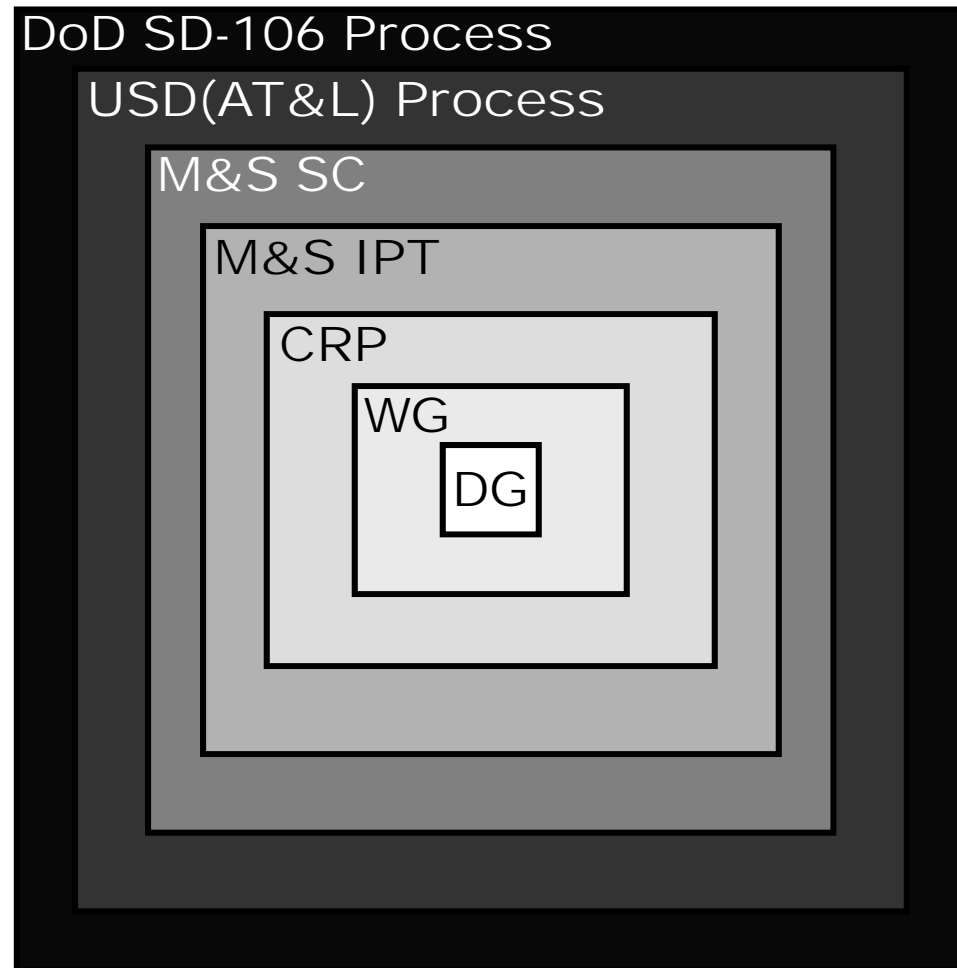 DoD SD-106 Process
USD(AT&L) Process
M&S SC
M&S IPT
CRP
WG
DG